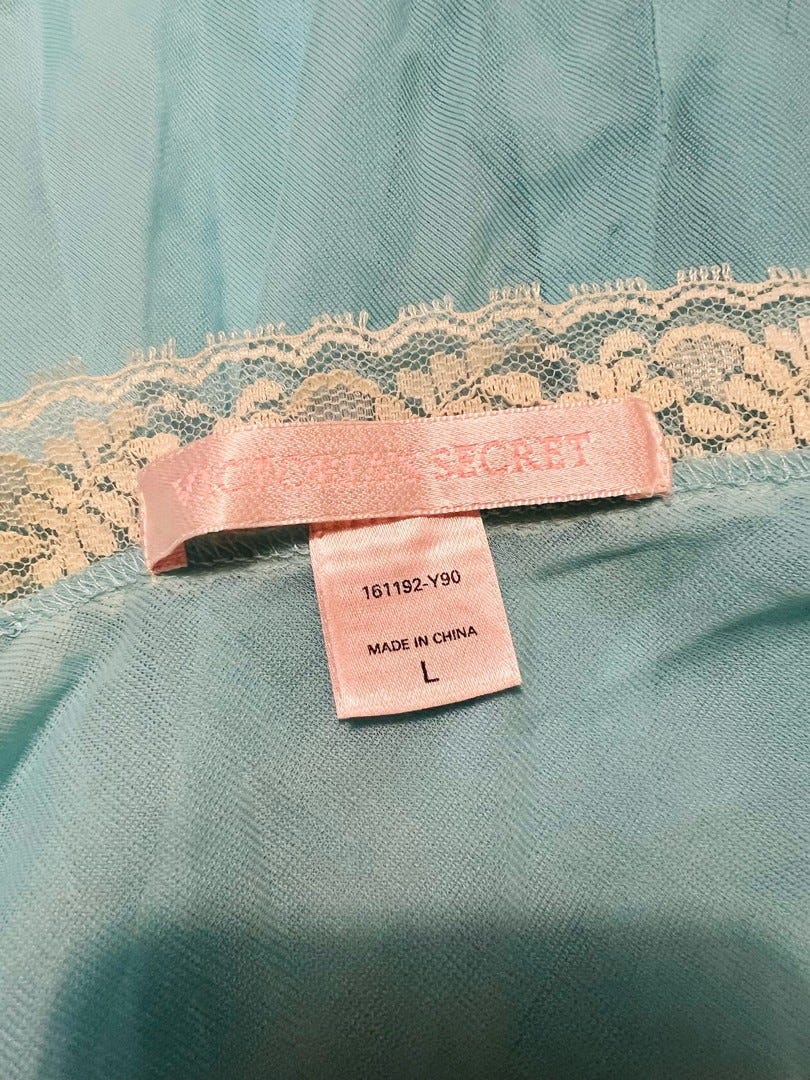 VICTORIA'S SECRET
161192-Y90
MADE IN CHINA
L